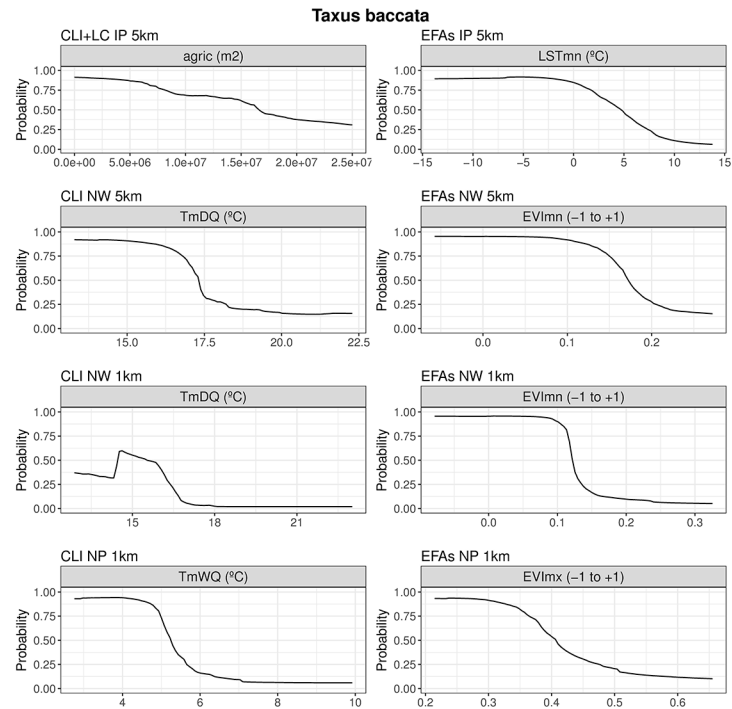 Taxus baccata
CLI+LC IP 5km
agric (m2)
Probability
1.00
0.75
0.50
0.25
0.00
0.0e+00 5.0e+06 1.0e+07 1.5e+07 2.0e+07 2.5e+07
EFAs IP 5km
LSTmn (ºC)
Probability
1.00
0.75
0.50
0.25
0.00
−15 −10 −5 0 5 10 15
CLI NW 5km
TmDQ (ºC)
Probability
1.00
0.75
0.50
0.25
0.00
15.0 17.5 20.0 22.5
EFAs NW 5km
EVImn (−1 to +1)
Probability
1.00
0.75
0.50
0.25
0.00
0.0 0.1 0.2
CLI NW 1km
TmDQ (ºC)
Probability
1.00
0.75
0.50
0.25
0.00
15 18 21
EFAs NW 1km
EVImn (−1 to +1)
Probability
1.00
0.75
0.50
0.25
0.00
0.0 0.1 0.2 0.3
CLI NP 1km
TmWQ (ºC)
Probability
1.00
0.75
0.50
0.25
0.00
4 6 8 10
EFAs NP 1km
EVImx (−1 to +1)
Probability
1.00
0.75
0.50
0.25
0.00
0.2 0.3 0.4 0.5 0.6